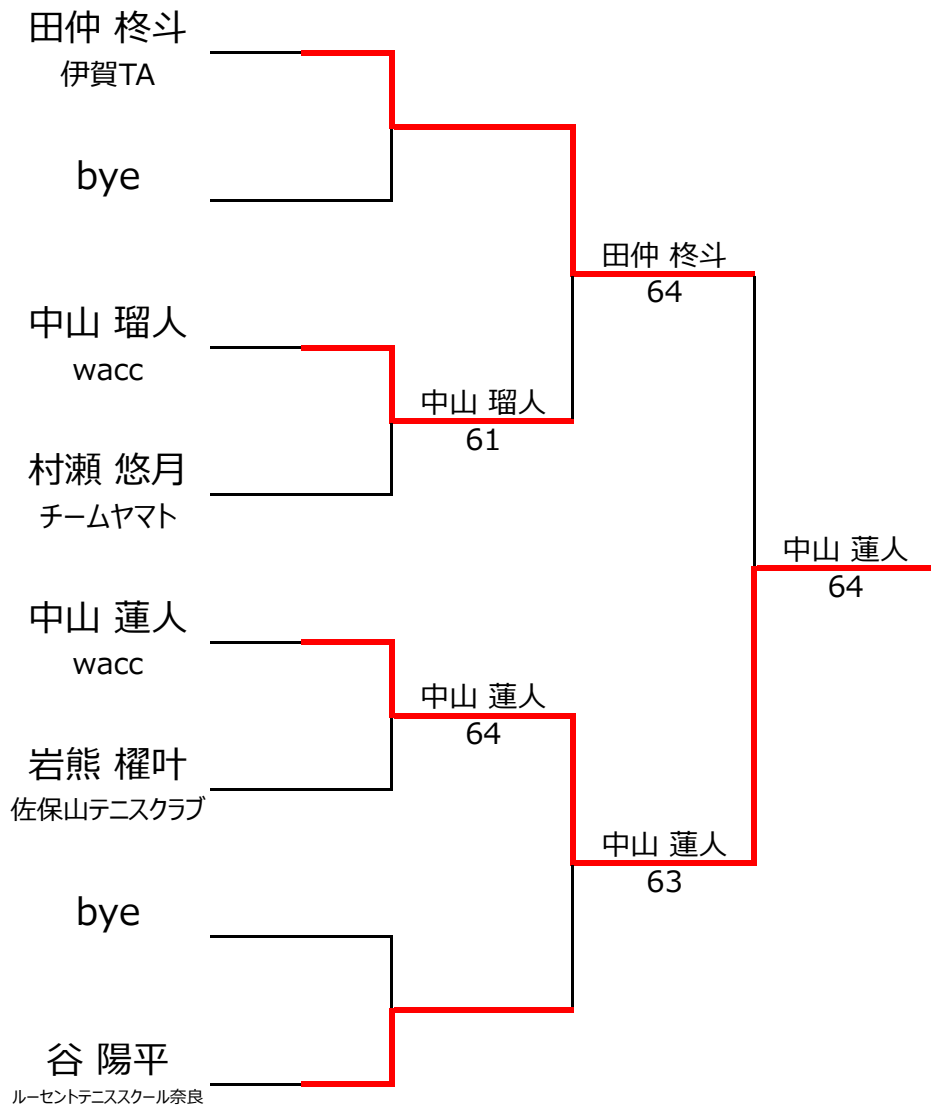 田仲 柊斗
伊賀TA
bye
中山 瑠人
wacc
村瀬 悠月
チームヤマト
中山 蓮人
wacc
岩熊 櫂叶
佐保山テニスクラブ
bye
谷 陽平
ルーセントテニススクール奈良
中山 瑠人
61
中山 蓮人
64
田仲 柊斗
64
中山 蓮人
63
中山 蓮人
64